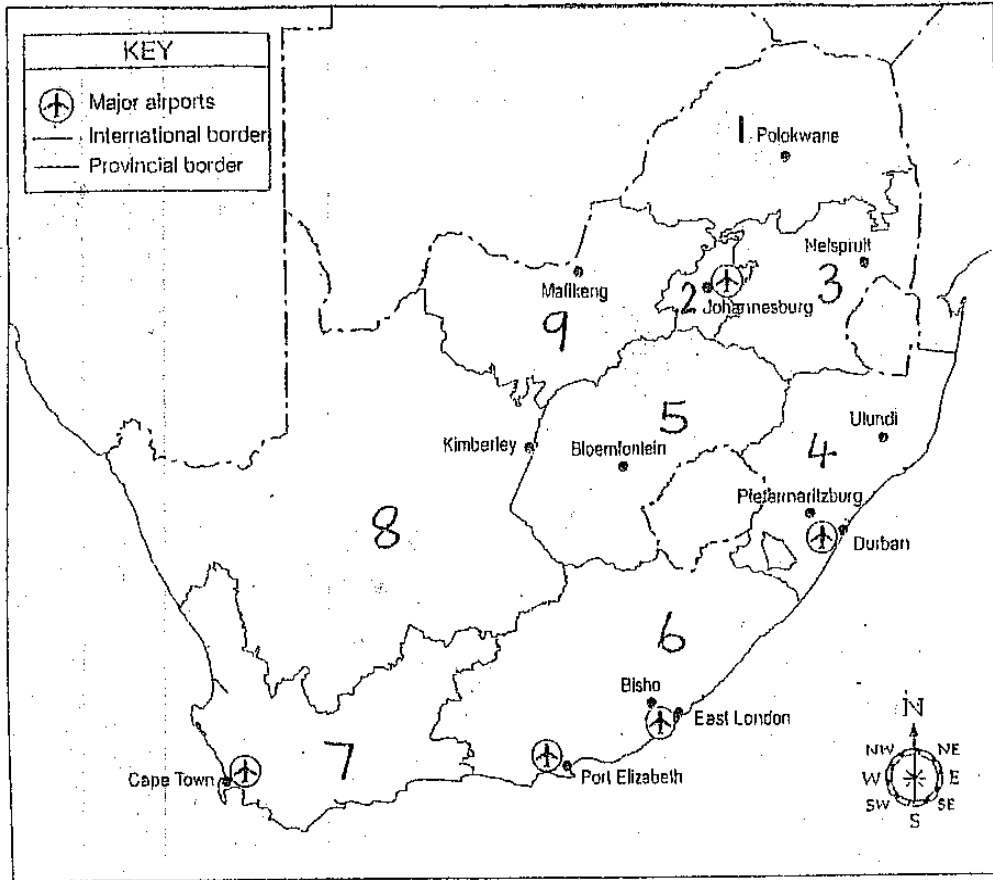 KEY
Major airports
International border
Provincial border
1 Polokwane
Nelspruit
Mafikeng
2 Johannesburg
3
9
Ulundi
5
Kimberley
Bloemfontein
4
Pietermaritzburg
8
Durban
6
Bisho
East London
N
NW NE
7
Cape Town
Port Elizabeth
W E
SW SE
S